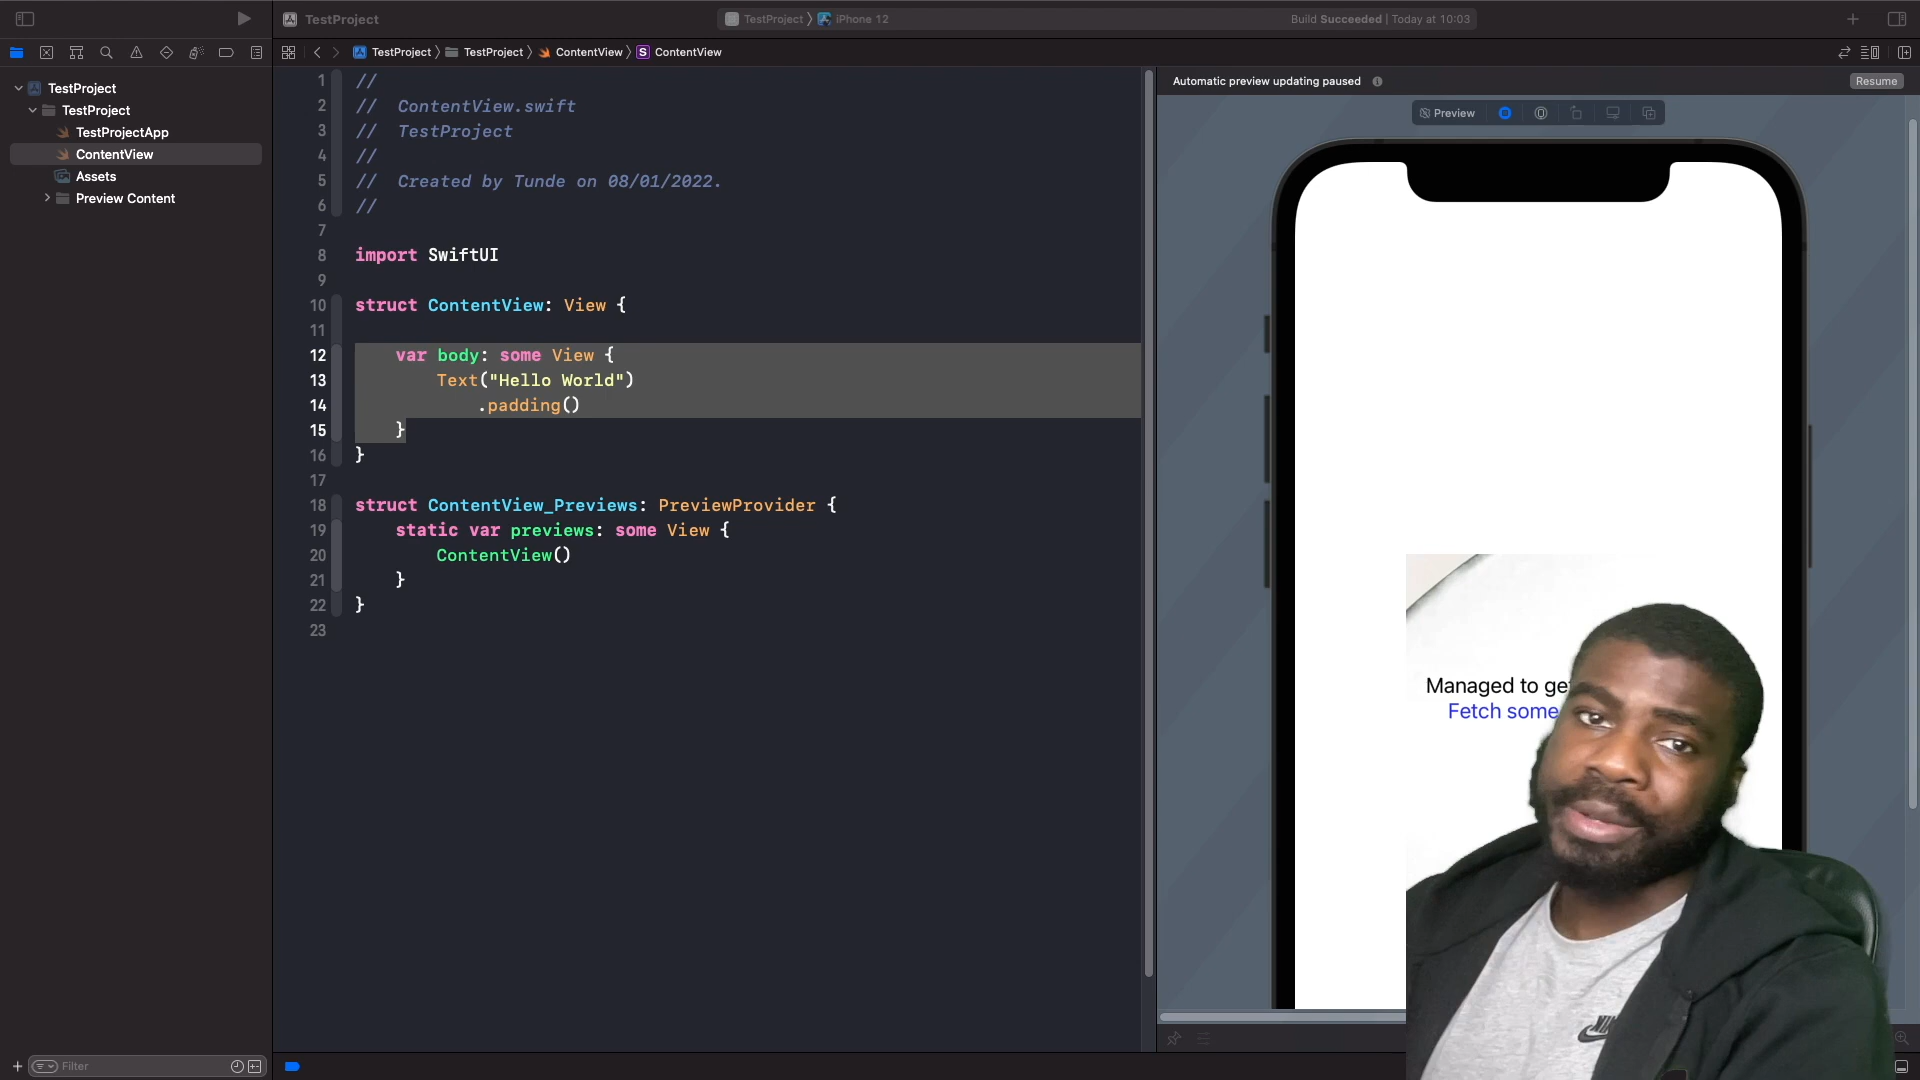 TestProject
TestProject
iPhone 12
Build Succeeded | Today at 10:03
TestProject
TestProject
ContentView
S
ContentView
TestProject
TestProject
TestProjectApp
ContentView
Assets
Preview Content
1 //
2 // ContentView.swift
3 // TestProject
4 //
5 // Created by Tunde on 08/01/2022.
6 //
7
8 import SwiftUI
9
10 struct ContentView: View {
11
12 var body: some View {
13 Text("Hello World")
14 .padding()
15 }
16 }
17
18 struct ContentView_Previews: PreviewProvider {
19 static var previews: some View {
20 ContentView()
21 }
22 }
23
Automatic preview updating paused
Resume
Preview
Managed to
Fetch some
Filter